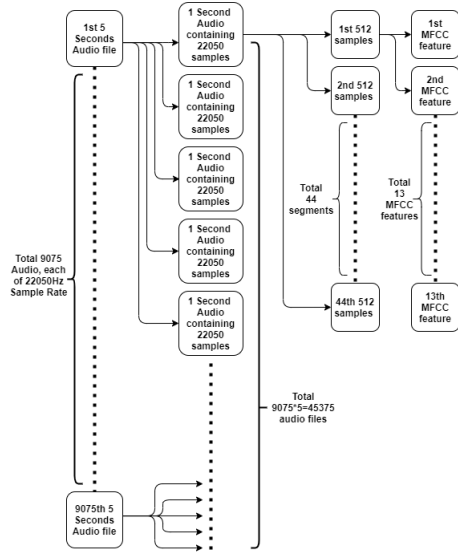 1st 5
Seconds
Audio file
1 Second
Audio
containing
22050
samples
1st 512
samples
1st
MFCC
feature
2nd 512
samples
2nd
MFCC
feature
1 Second
Audio
containing
22050
samples
1 Second
Audio
containing
22050
samples
Total
44
segments
Total
13
MFCC
features
1 Second
Audio
containing
22050
samples
Total 9075
Audio, each
of 22050Hz
Sample Rate
1 Second
Audio
containing
22050
samples
44th 512
samples
13th
MFCC
feature
Total
9075*5=45375
audio files
9075th 5
Seconds
Audio file